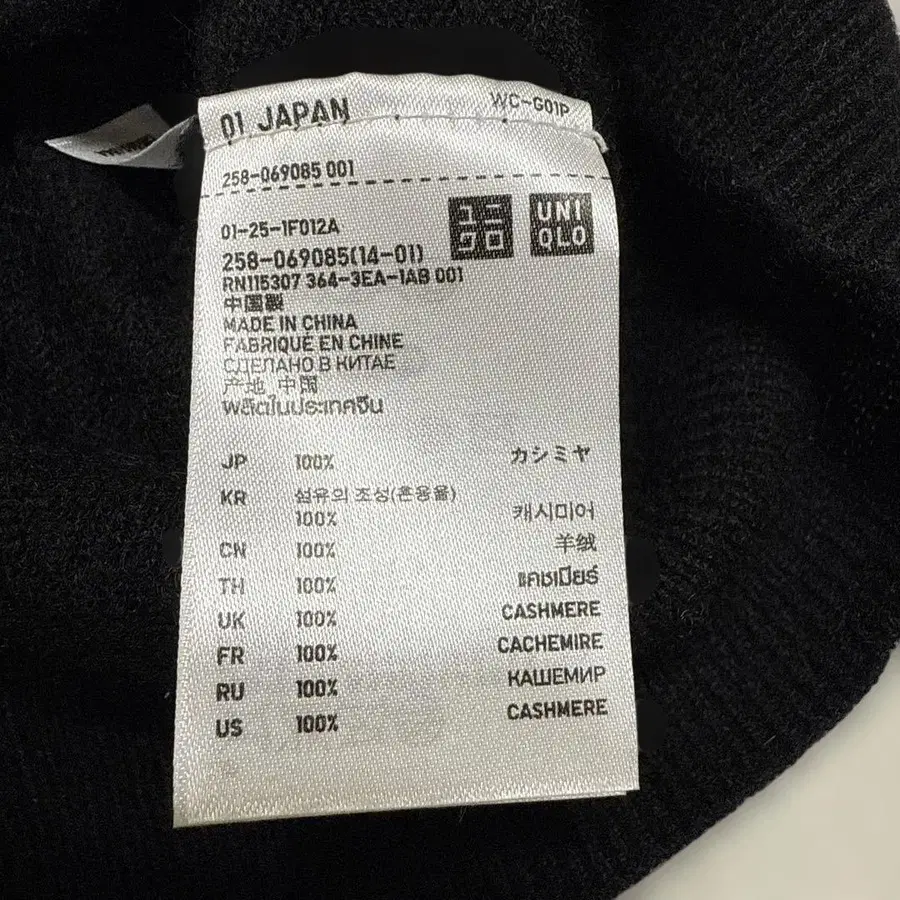 01 JAPAN WC-G01P
258-069085 001
01-25-1F012A
ユニ
クロ
UNI
QLO
258-069085(14-01)
RN115307 364-3EA-1AB 001
中国製
MADE IN CHINA
FABRIQUE EN CHINE
СДЕЛАНО В КИТАЕ
产地 中国
ผลิตในประเทศจีน
JP 100% カシミヤ
KR 섬유의 조성(혼용율)
100% 캐시미어
CN 100% 羊绒
TH 100% แคชเมียร์
UK 100% CASHMERE
FR 100% CACHEMIRE
RU 100% КАШЕМИР
US 100% CASHMERE